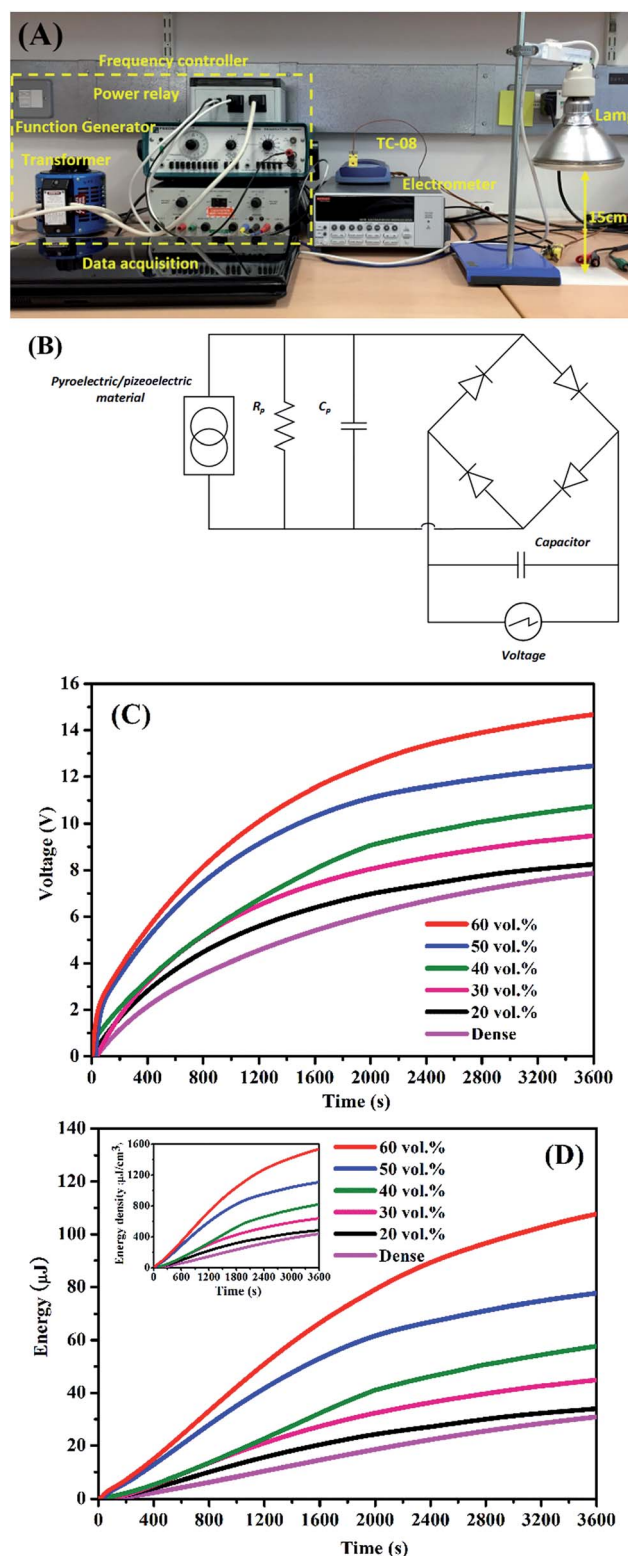 (A)
Frequency controller
Power relay
Function Generator
Transformer
Data acquisition
TC-08
Electrometer
Lam
15cm
(B)
Pyroelectric/pizeoelectric
material
Rp
Cp
Capacitor
Voltage
(C)
Voltage (V)
16
14
12
10
8
6
4
2
0
60 vol.%
50 vol.%
40 vol.%
30 vol.%
20 vol.%
Dense
0 400 800 1200 1600 2000 2400 2800 3200 3600
Time (s)
(D)
Energy (μJ)
140
120
100
80
60
40
20
0
Energy density (μJ/cm³)
1600
1200
800
400
0
0 600 1200 1800 2400 3000 3600
Time (s)
60 vol.%
50 vol.%
40 vol.%
30 vol.%
20 vol.%
Dense
0 400 800 1200 1600 2000 2400 2800 3200 3600
Time (s)